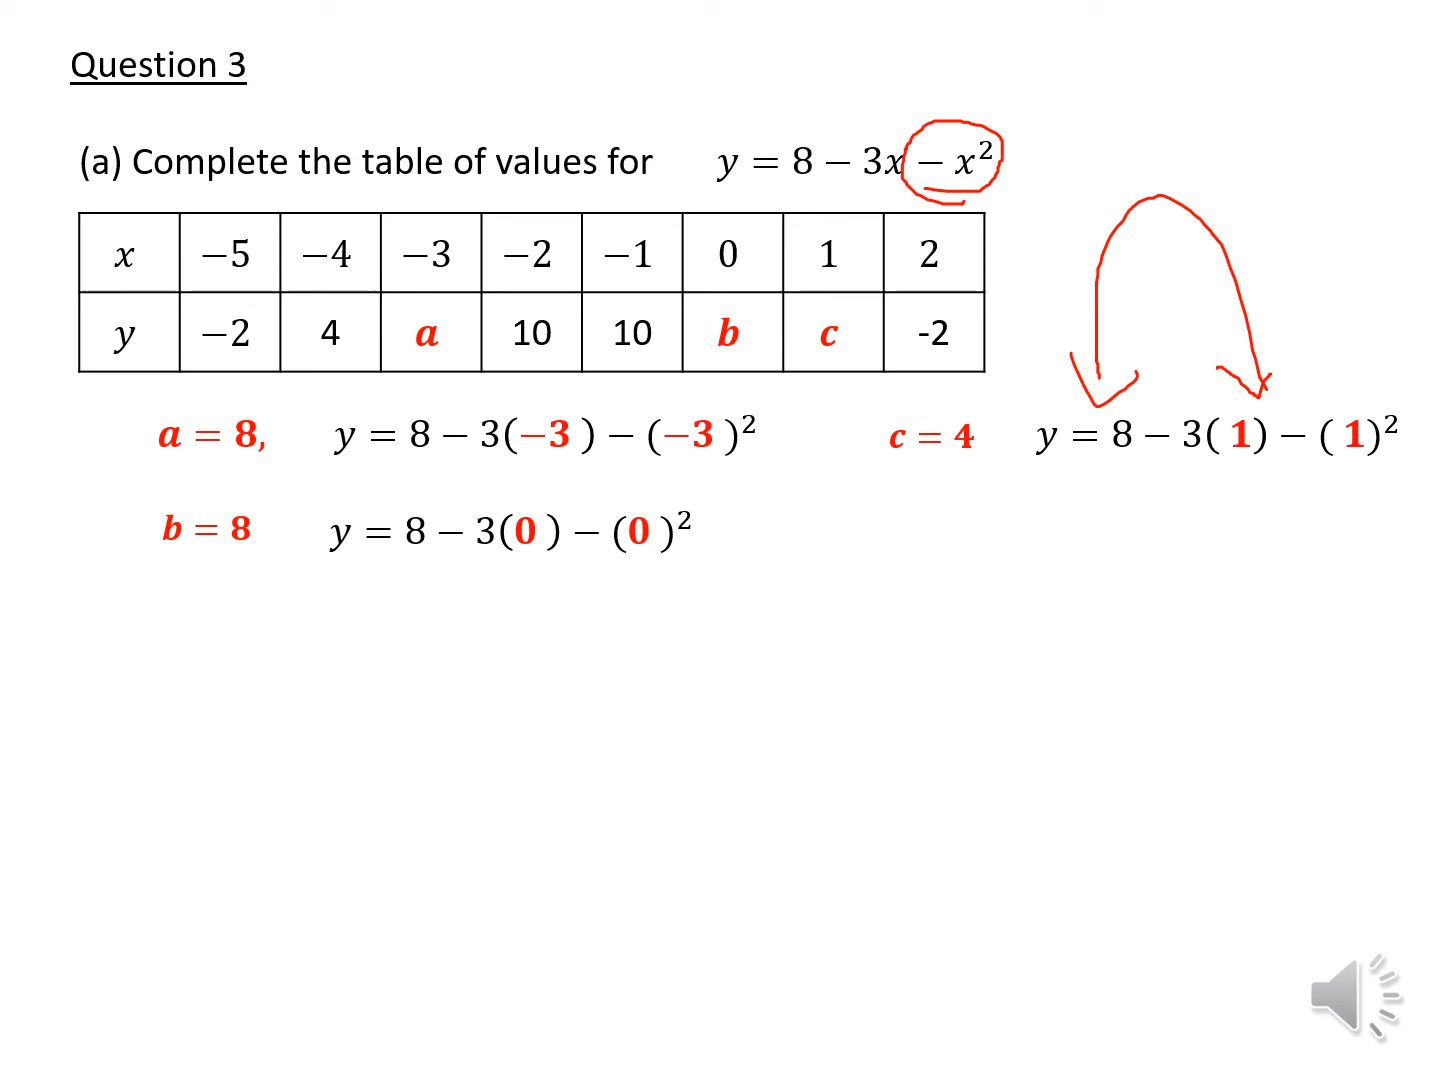 Question 3
(a) Complete the table of values for y = 8 − 3x − x²
x −5 −4 −3 −2 −1 0 1 2
y −2 4 a 10 10 b c -2
a = 8, y = 8 − 3(−3 ) − (−3 )² c = 4 y = 8 − 3( 1) − ( 1)²
b = 8 y = 8 − 3(0 ) − (0 )²